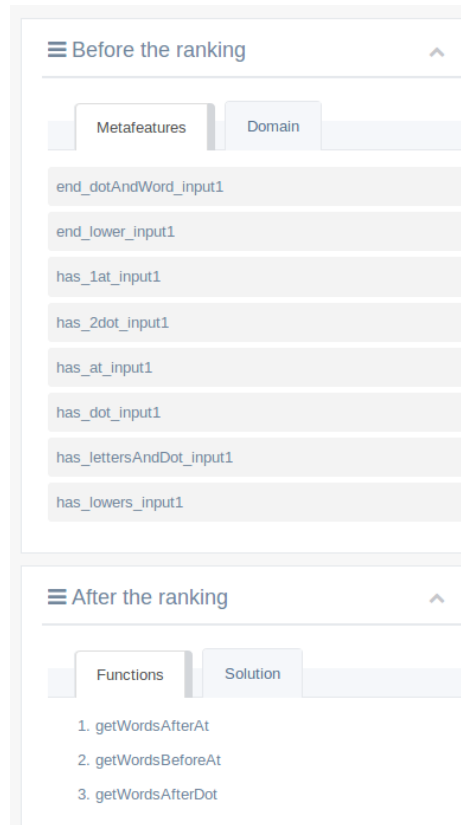 Before the ranking
Metafeatures Domain
end_dotAndWord_input1
end_lower_input1
has_1at_input1
has_2dot_input1
has_at_input1
has_dot_input1
has_lettersAndDot_input1
has_lowers_input1
After the ranking
Functions Solution
1. getWordsAfterAt
2. getWordsBeforeAt
3. getWordsAfterDot